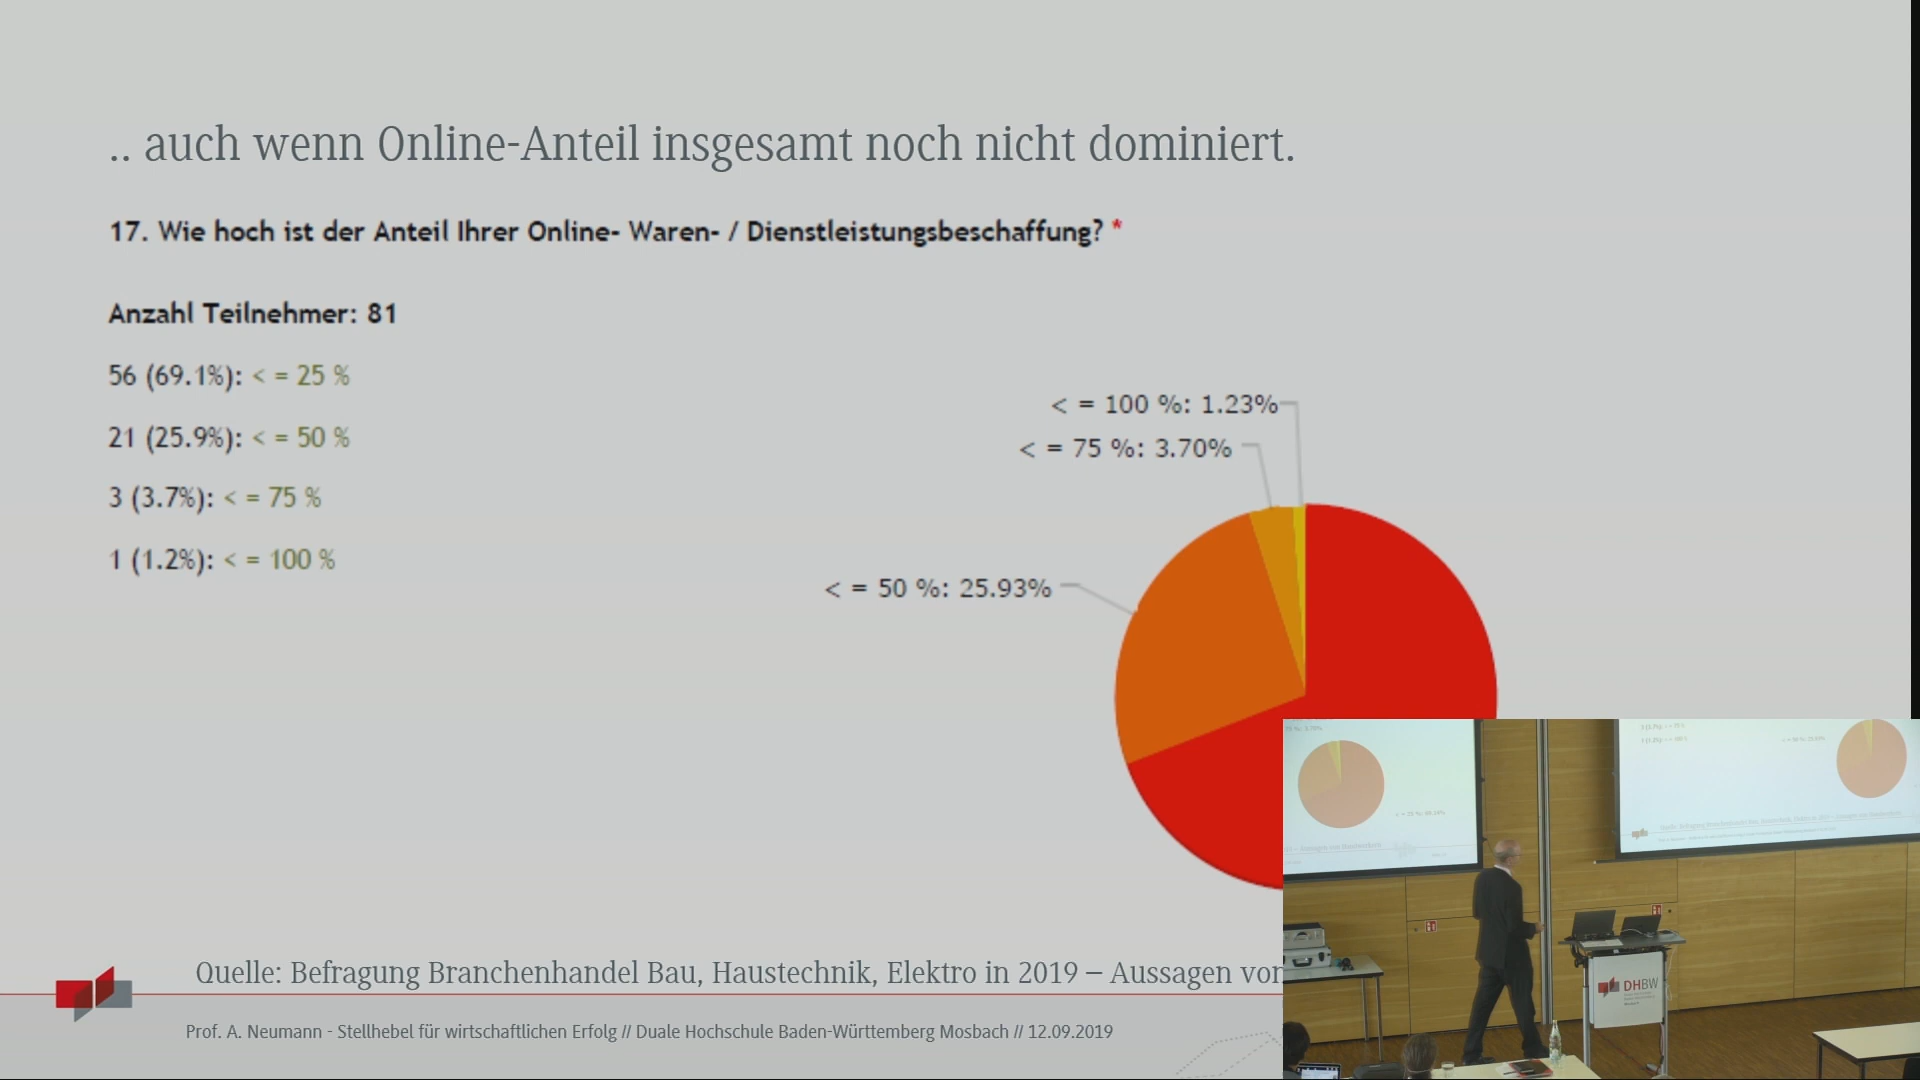 .. auch wenn Online-Anteil insgesamt noch nicht dominiert.
17. Wie hoch ist der Anteil Ihrer Online- Waren- / Dienstleistungsbeschaffung? *
Anzahl Teilnehmer: 81
56 (69.1%): < = 25 %
21 (25.9%): < = 50 %
3 (3.7%): < = 75 %
1 (1.2%): < = 100 %
< = 100 %: 1.23%
< = 75 %: 3.70%
< = 50 %: 25.93%
Quelle: Befragung Branchenhandel Bau, Haustechnik, Elektro in 2019 – Aussagen von
Prof. A. Neumann - Stellhebel für wirtschaftlichen Erfolg // Duale Hochschule Baden-Württemberg Mosbach // 12.09.2019
DHBW